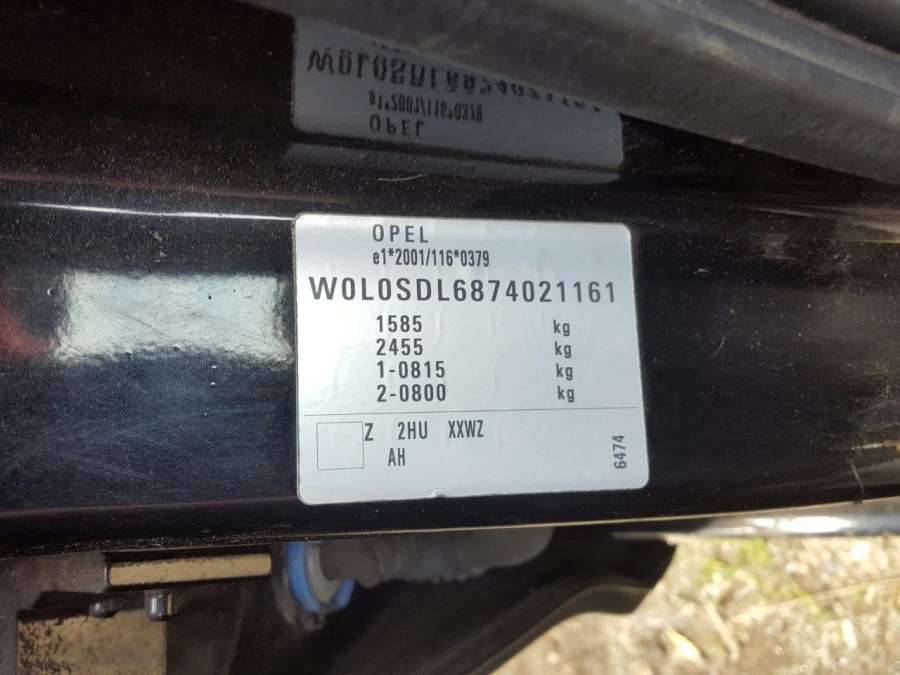 OPEL
e1*2001/116*0379
W0L0SDL6874021161
1585 kg
2455 kg
1-0815 kg
2-0800 kg
Z 2HU XXWZ
AH
6474